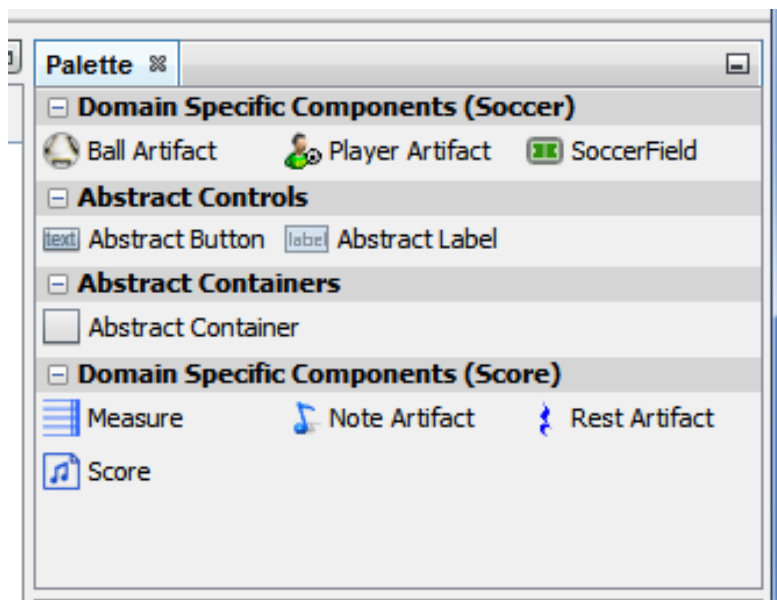 Palette
Domain Specific Components (Soccer)
Ball Artifact Player Artifact SoccerField
Abstract Controls
text Abstract Button label Abstract Label
Abstract Containers
Abstract Container
Domain Specific Components (Score)
Measure Note Artifact Rest Artifact
Score